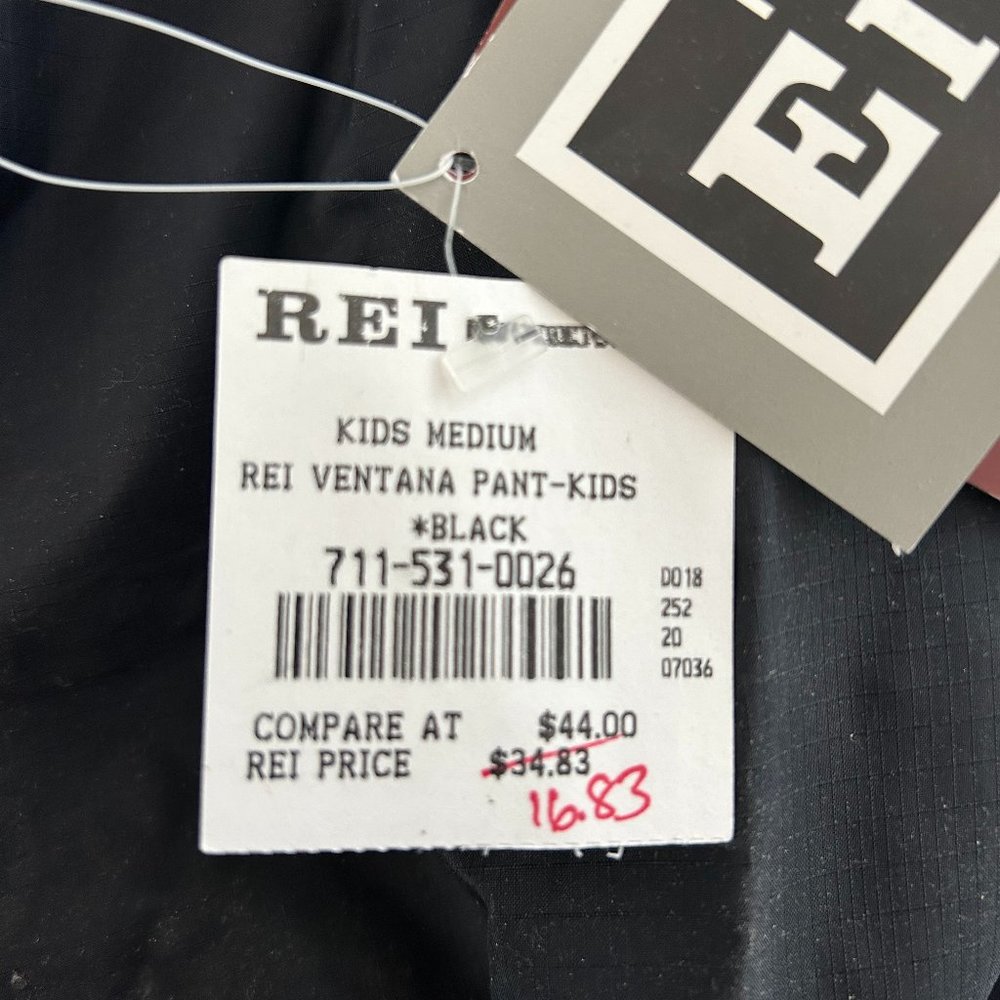 REI
REI
KIDS MEDIUM
REI VENTANA PANT-KIDS
*BLACK
711-531-0026
D018
252
20
07036
COMPARE AT $44.00
REI PRICE $34.83
16.83